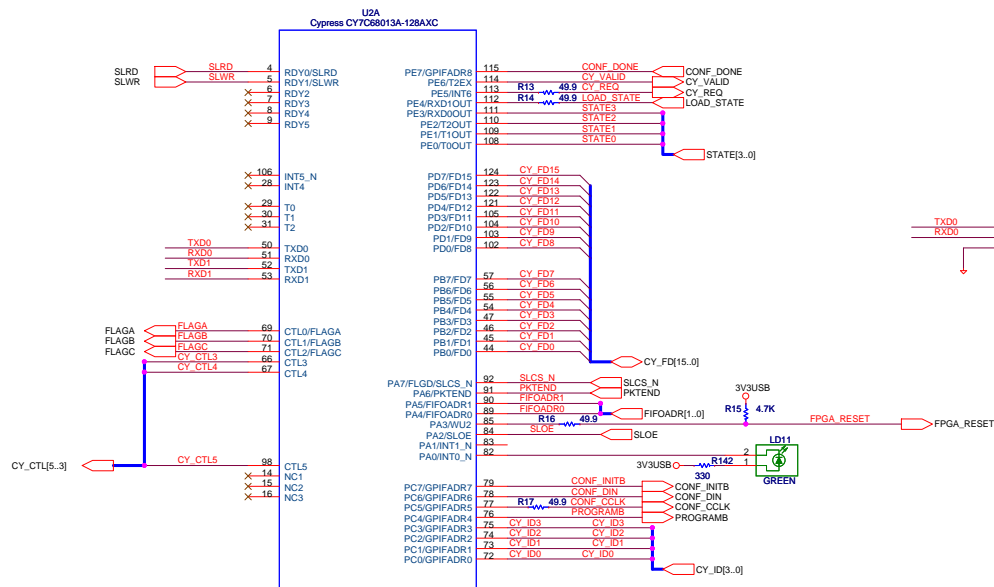 U2A
Cypress CY7C68013A-128AXC
SLRD SLRD 4 RDY0/SLRD PE7/GPIFADR8 115 CONF_DONE CONF_DONE
SLWR SLWR 5 RDY1/SLWR PE6/T2EX 114 CY_VALID CY_VALID
6 RDY2 PE5/INT6 113 R13 49.9 CY_REQ CY_REQ
7 RDY3 PE4/RXD1OUT 112 R14 49.9 LOAD_STATE LOAD_STATE
8 RDY4 PE3/RXD0OUT 111 STATE3
9 RDY5 PE2/T2OUT 110 STATE2
PE1/T1OUT 109 STATE1
PE0/T0OUT 108 STATE0
STATE[3..0]
106 INT5_N PD7/FD15 124 CY_FD15
28 INT4 PD6/FD14 123 CY_FD14
PD5/FD13 122 CY_FD13
29 T0 PD4/FD12 121 CY_FD12
30 T1 PD3/FD11 105 CY_FD11
31 T2 PD2/FD10 104 CY_FD10
PD1/FD9 103 CY_FD9
TXD0 50 TXD0 PD0/FD8 102 CY_FD8
RXD0 51 RXD0
TXD1 52 TXD1
RXD1 53 RXD1
TXD0
RXD0
PB7/FD7 57 CY_FD7
PB6/FD6 56 CY_FD6
PB5/FD5 55 CY_FD5
PB4/FD4 54 CY_FD4
PB3/FD3 47 CY_FD3
FLAGA FLAGA 69 CTL0/FLAGA PB2/FD2 46 CY_FD2
FLAGB FLAGB 70 CTL1/FLAGB PB1/FD1 45 CY_FD1
FLAGC FLAGC 71 CTL2/FLAGC PB0/FD0 44 CY_FD0
CY_CTL3 66 CTL3 CY_FD[15..0]
CY_CTL4 67 CTL4
PA7/FLGD/SLCS_N 92 SLCS_N SLCS_N
PA6/PKTEND 91 PKTEND PKTEND
3V3USB
PA5/FIFOADR1 90 FIFOADR1
PA4/FIFOADR0 89 FIFOADR0 FIFOADR[1..0] R15 4.7K
PA3/WU2 85 R16 49.9 FPGA_RESET FPGA_RESET
PA2/SLOE 84 SLOE SLOE
PA1/INT1_N 83
PA0/INT0_N 82 LD11
2
CY_CTL[5..3] CY_CTL5 98 CTL5 3V3USB R142 1
330 GREEN
14 NC1
15 NC2 PC7/GPIFADR7 79 CONF_INITB CONF_INITB
16 NC3 PC6/GPIFADR6 78 CONF_DIN CONF_DIN
PC5/GPIFADR5 77 R17 49.9 CONF_CCLK CONF_CCLK
PC4/GPIFADR4 76 PROGRAMB PROGRAMB
PC3/GPIFADR3 75 CY_ID3 CY_ID3
PC2/GPIFADR2 74 CY_ID2 CY_ID2
PC1/GPIFADR1 73 CY_ID1 CY_ID1
PC0/GPIFADR0 72 CY_ID0 CY_ID0
CY_ID[3..0]